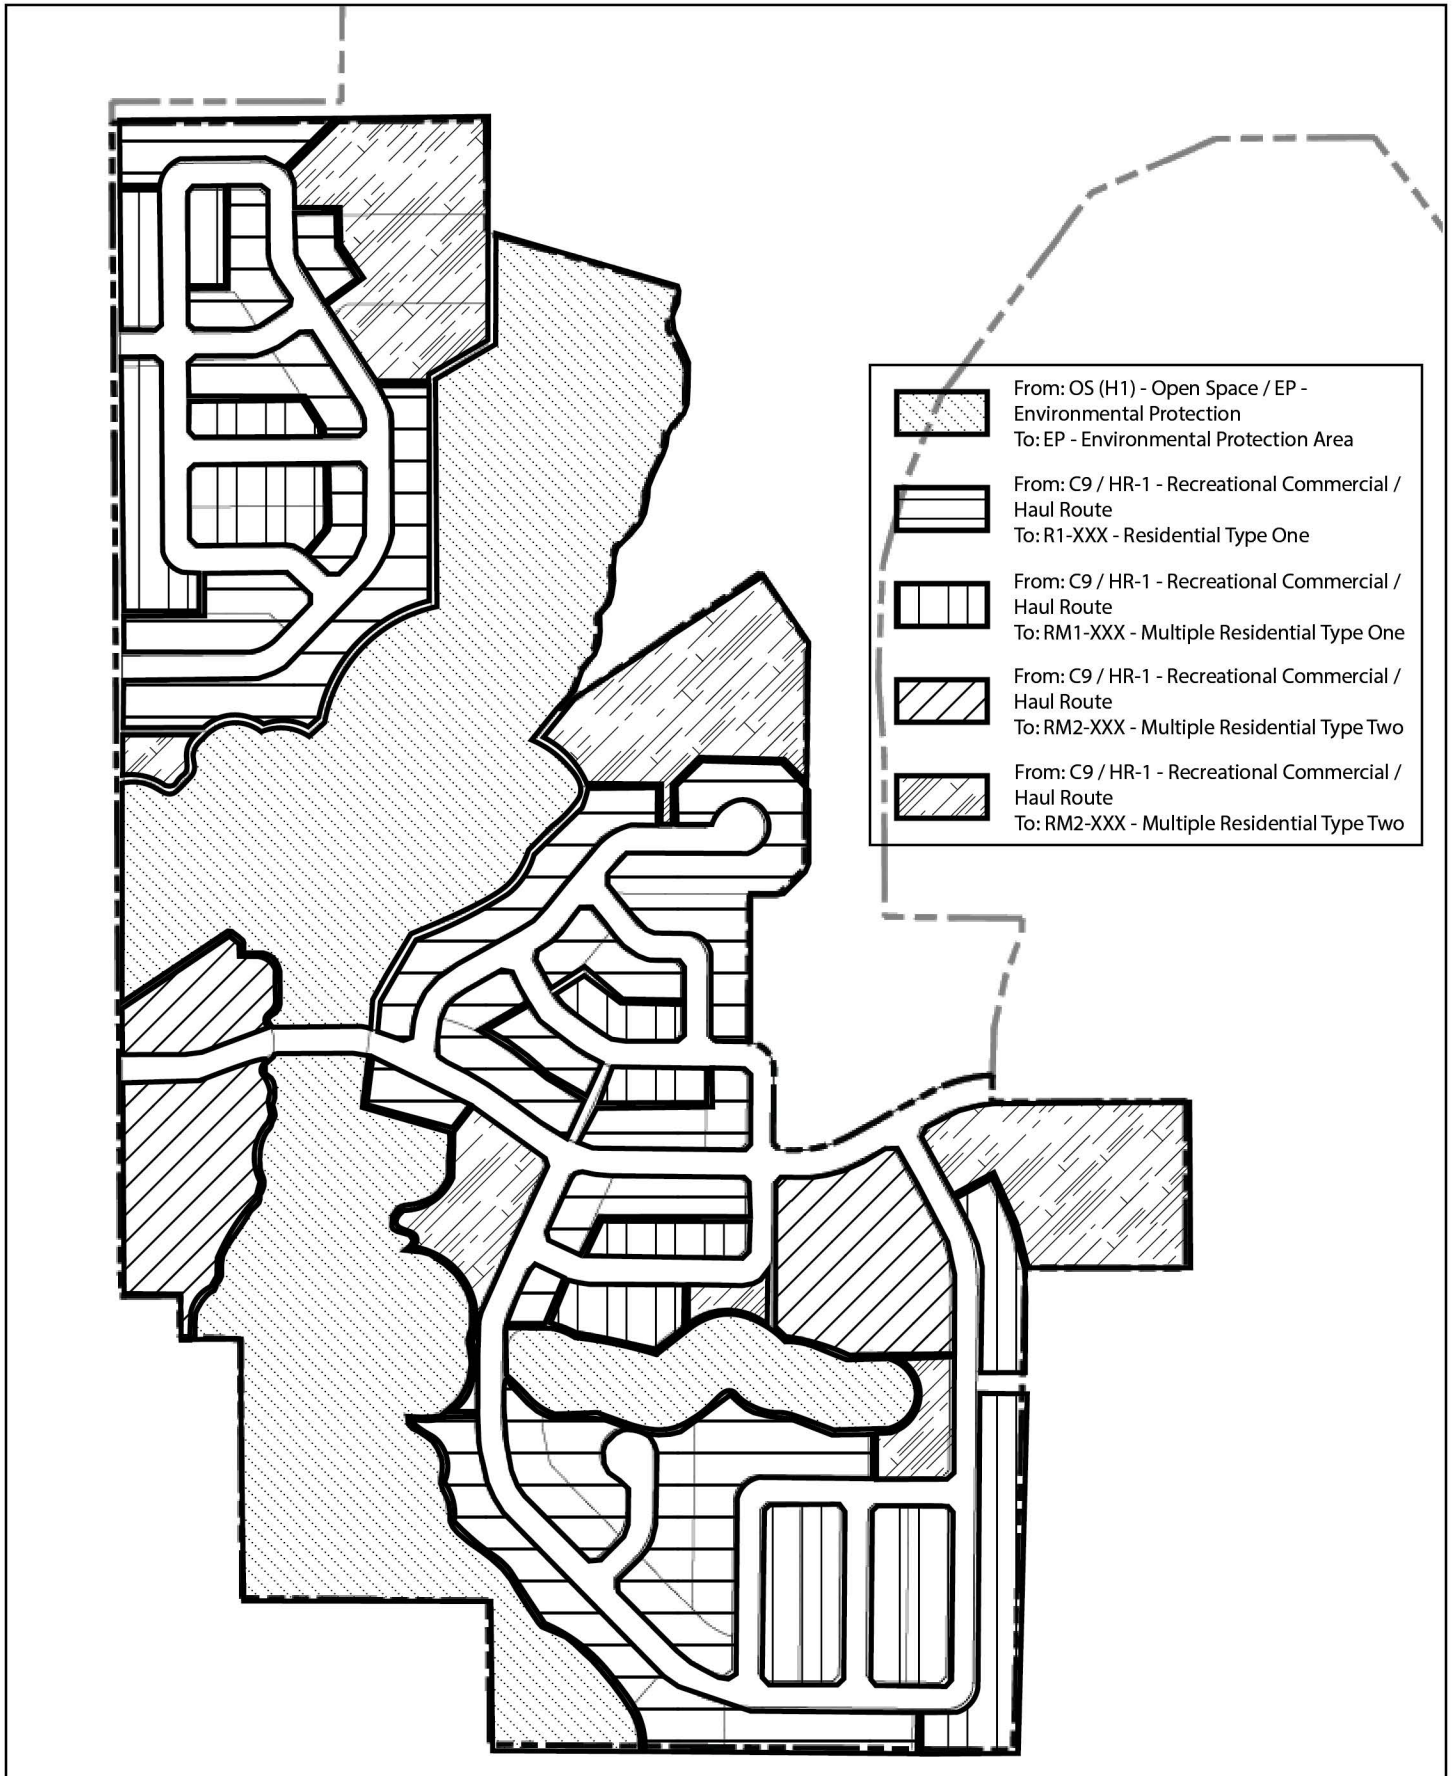 From: OS (H1) - Open Space / EP -
Environmental Protection
To: EP - Environmental Protection Area
From: C9 / HR-1 - Recreational Commercial /
Haul Route
To: R1-XXX - Residential Type One
From: C9 / HR-1 - Recreational Commercial /
Haul Route
To: RM1-XXX - Multiple Residential Type One
From: C9 / HR-1 - Recreational Commercial /
Haul Route
To: RM2-XXX - Multiple Residential Type Two
From: C9 / HR-1 - Recreational Commercial /
Haul Route
To: RM2-XXX - Multiple Residential Type Two